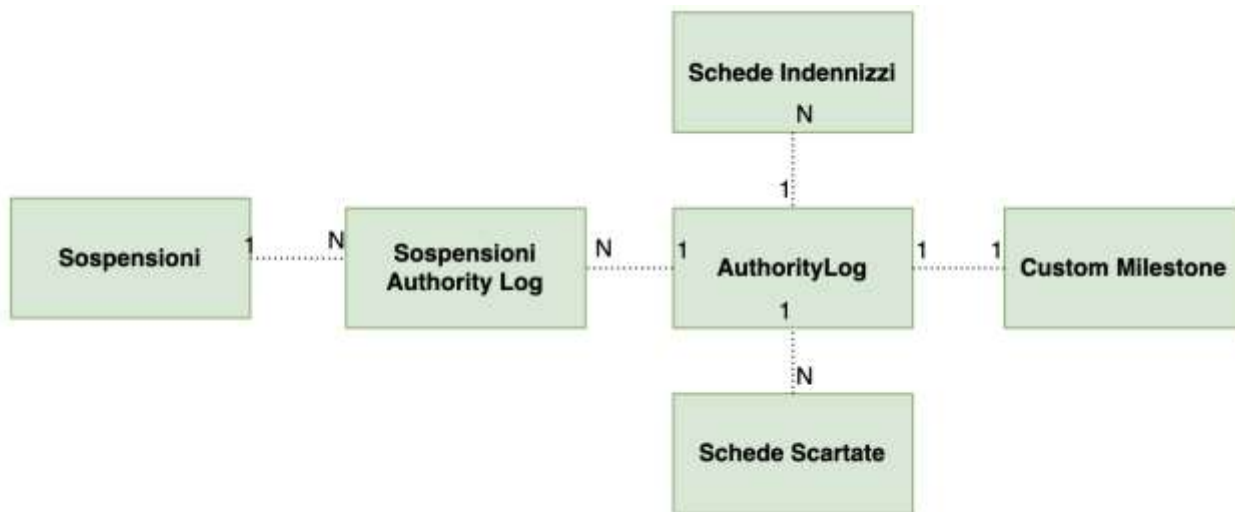 Schede Indennizzi
N
1
Sospensioni
1
N
Sospensioni
Authority Log
N
1
AuthorityLog
1
1
Custom Milestone
1
N
Schede Scartate